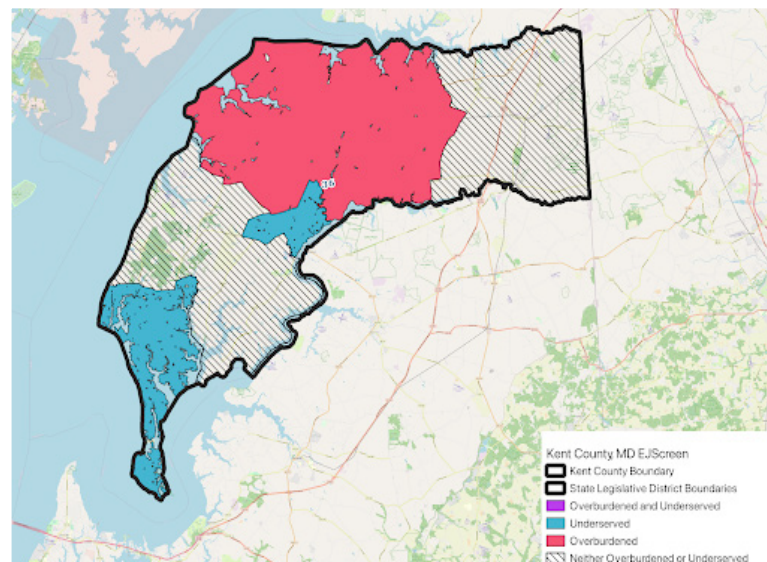 36
Kent County, MD EJScreen
Kent County Boundary
State Legislative District Boundaries
Overburdened and Underserved
Underserved
Overburdened
Neither Overburdened or Underserved